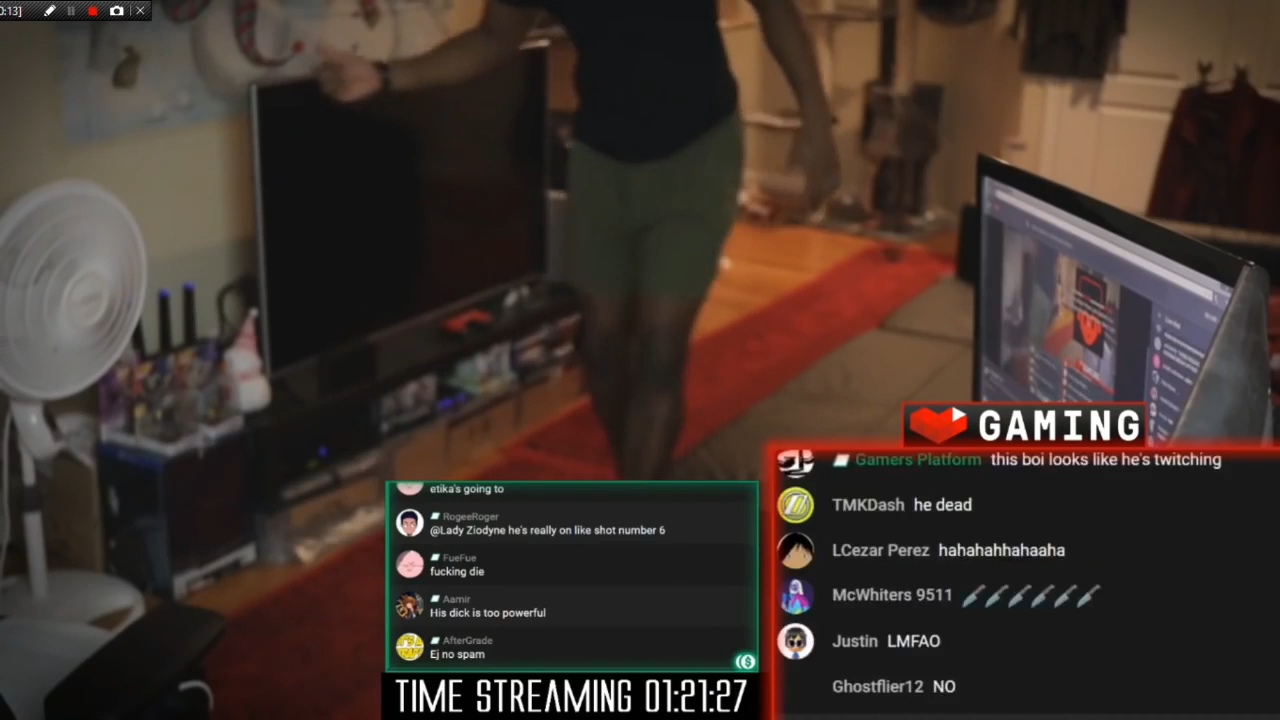 0:13]
GAMING
Gamers Platform this boi looks like he's twitching
TMKDash he dead
LCezar Perez hahahahhahaaha
McWhiters 9511 🔪🔪🔪🔪🔪🔪
Justin LMFAO
Ghostflier12 NO
etika's going to
RogeeRoger
@Lady Ziodyne he's really on like shot number 6
FueFue
fucking die
Aamir
His dick is too powerful
AfterGrade
Ej no spam
TIME STREAMING 01:21:27